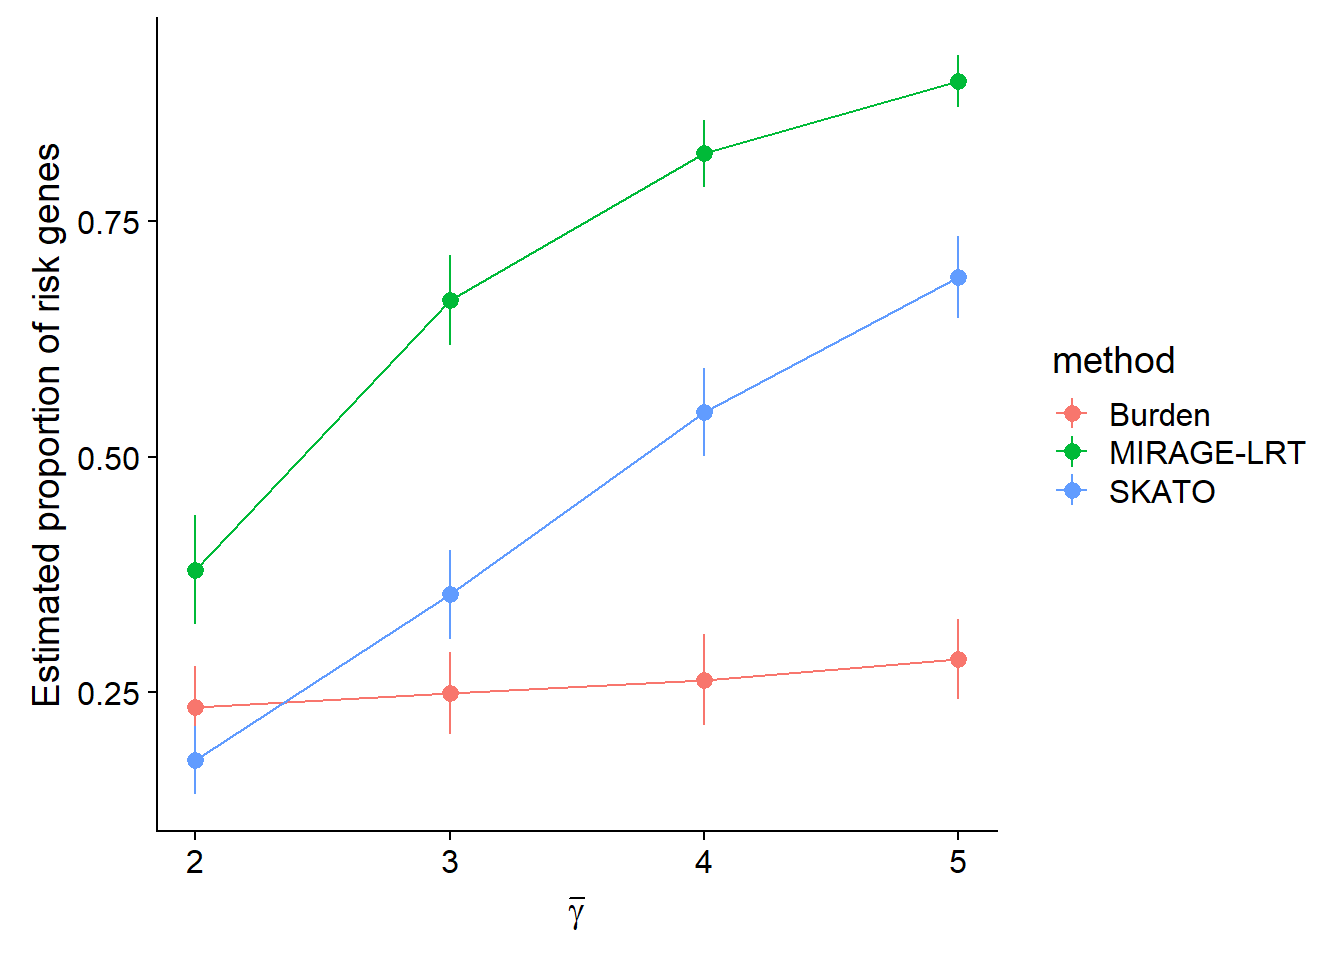 Estimated proportion of risk genes
0.75
0.50
0.25
2 3 4 5
γ̄
method
Burden
MIRAGE-LRT
SKATO